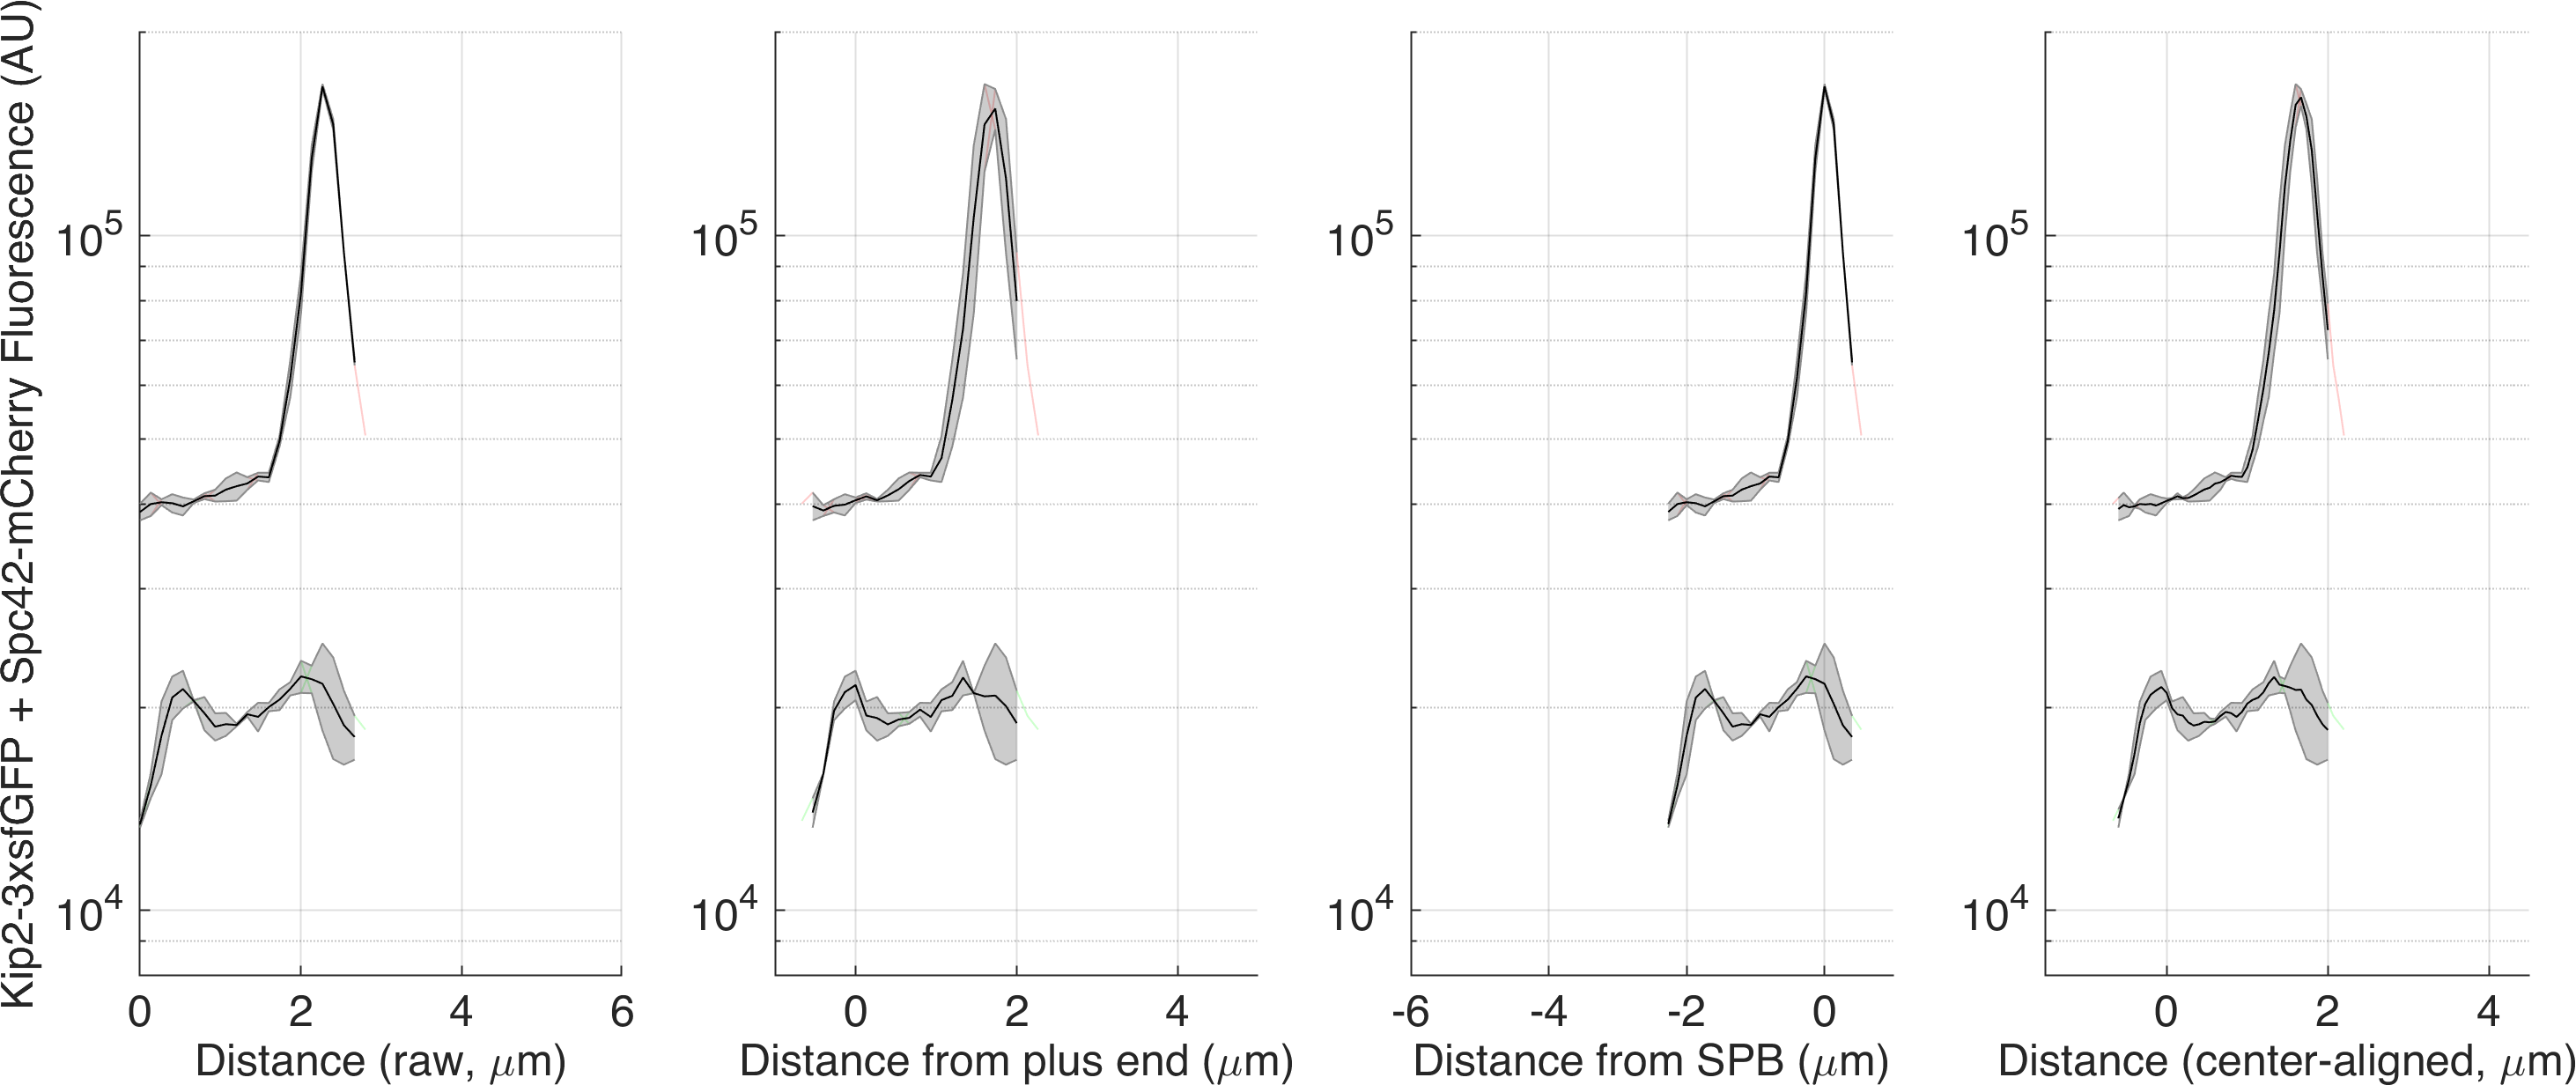 Kip2-3xsfGFP + Spc42-mCherry Fluorescence (AU)
10^5
10^4
0 2 4 6
Distance (raw, μm)
10^5
10^4
0 2 4
Distance from plus end (μm)
10^5
10^4
-6 -4 -2 0
Distance from SPB (μm)
10^5
10^4
0 2 4
Distance (center-aligned, μm)